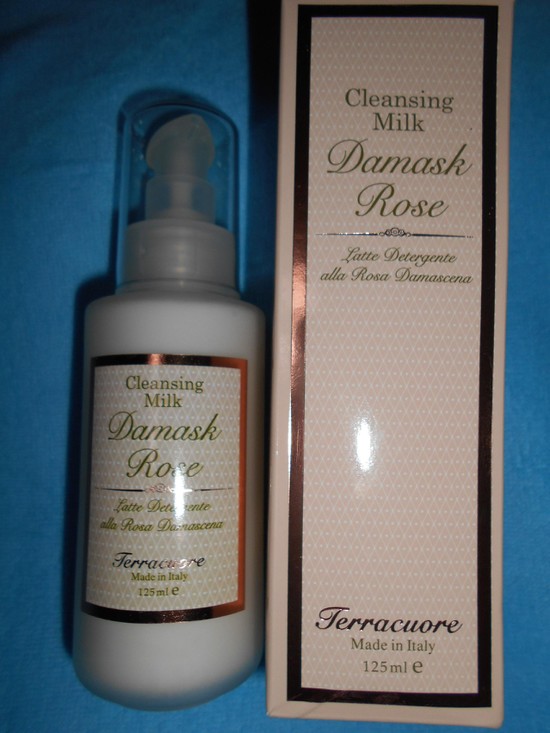 Cleansing
Milk
Damask
Rose
Latte Detergente
alla Rosa Damascena
Terracuore
Made in Italy
125 ml e
Cleansing
Milk
Damask
Rose
Latte Detergente
alla Rosa Damascena
Terracuore
Made in Italy
125 ml e